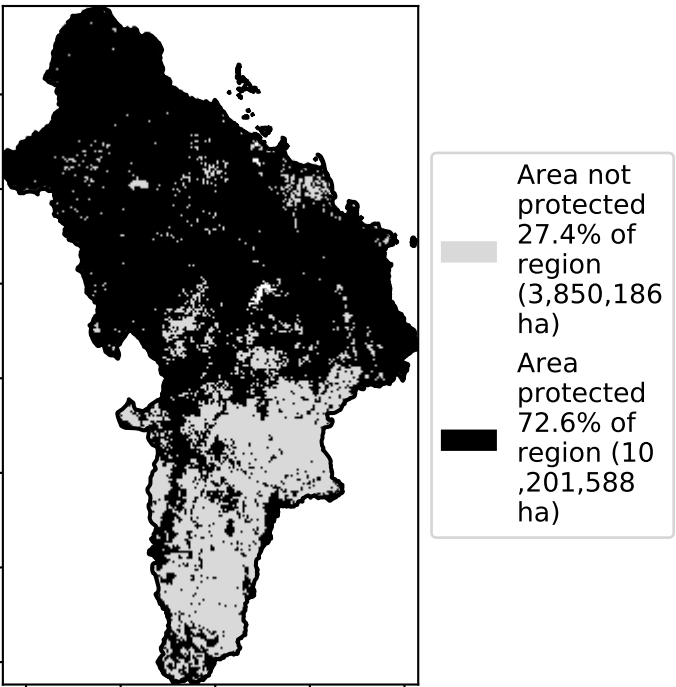 Area not
protected
27.4% of
region
(3,850,186
ha)
Area
protected
72.6% of
region (10
,201,588
ha)